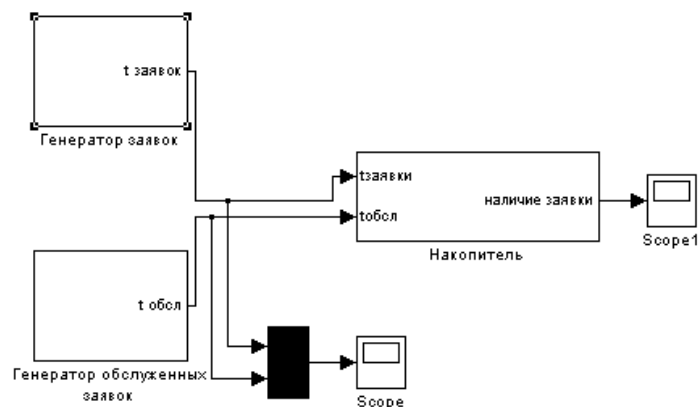 t заявок
Генератор заявок
tзаявки
наличие заявки
tобсл
Scope1
Накопитель
t обсл
Генератор обслуженных
заявок
Scope